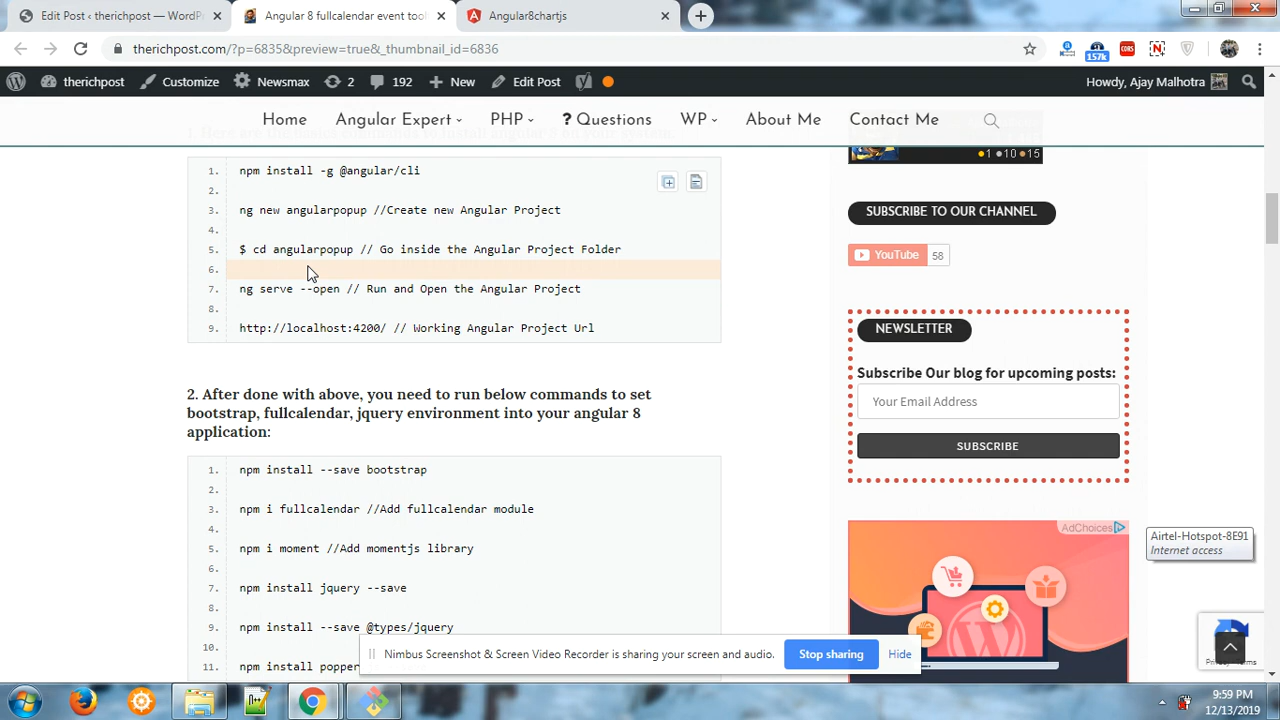 Edit Post ‹ therichpost — WordP
Angular 8 fullcalendar event tool
Angular8chartjs
therichpost.com/?p=6835&preview=true&_thumbnail_id=6836
157k
CORS
therichpost
Customize
Newsmax
2
192
New
Edit Post
Howdy, Ajay Malhotra
Home
Angular Expert
PHP
? Questions
WP
About Me
Contact Me
1. npm install -g @angular/cli
2.
3. ng new angularpopup //Create new Angular Project
4.
5. $ cd angularpopup // Go inside the Angular Project Folder
6.
7. ng serve --open // Run and Open the Angular Project
8.
9. http://localhost:4200/ // Working Angular Project Url
2. After done with above, you need to run below commands to set
bootstrap, fullcalendar, jquery environment into your angular 8
application:
1. npm install --save bootstrap
2.
3. npm i fullcalendar //Add fullcalendar module
4.
5. npm i moment //Add momentjs library
6.
7. npm install jquery --save
8.
9. npm install --save @types/jquery
10.
11. npm install popper
1 10 15
SUBSCRIBE TO OUR CHANNEL
YouTube 58
NEWSLETTER
Subscribe Our blog for upcoming posts:
Your Email Address
SUBSCRIBE
AdChoices
Airtel-Hotspot-8E91
Internet access
Nimbus Screenshot & Screen Video Recorder is sharing your screen and audio.
Stop sharing
Hide
9:59 PM
12/13/2019